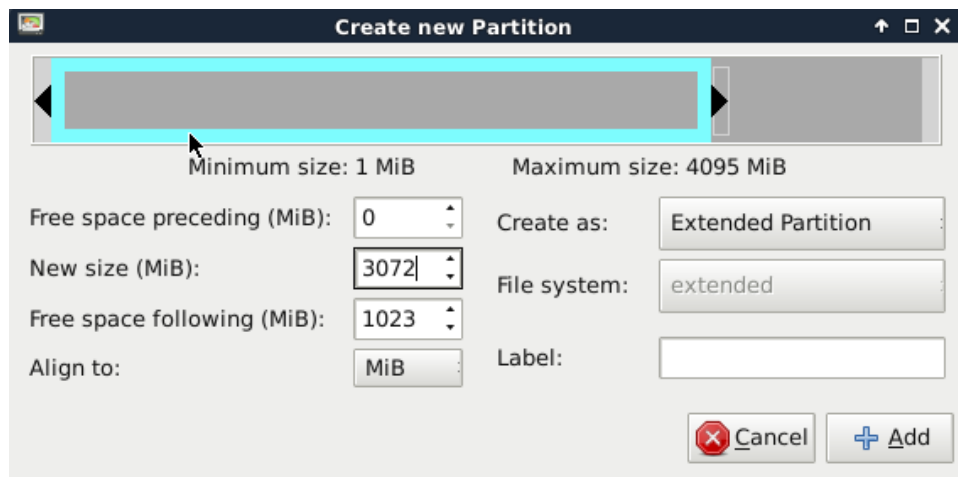 Create new Partition
Minimum size: 1 MiB Maximum size: 4095 MiB
Free space preceding (MiB): 0
Create as: Extended Partition
New size (MiB): 3072
File system: extended
Free space following (MiB): 1023
Label:
Align to: MiB
Cancel Add